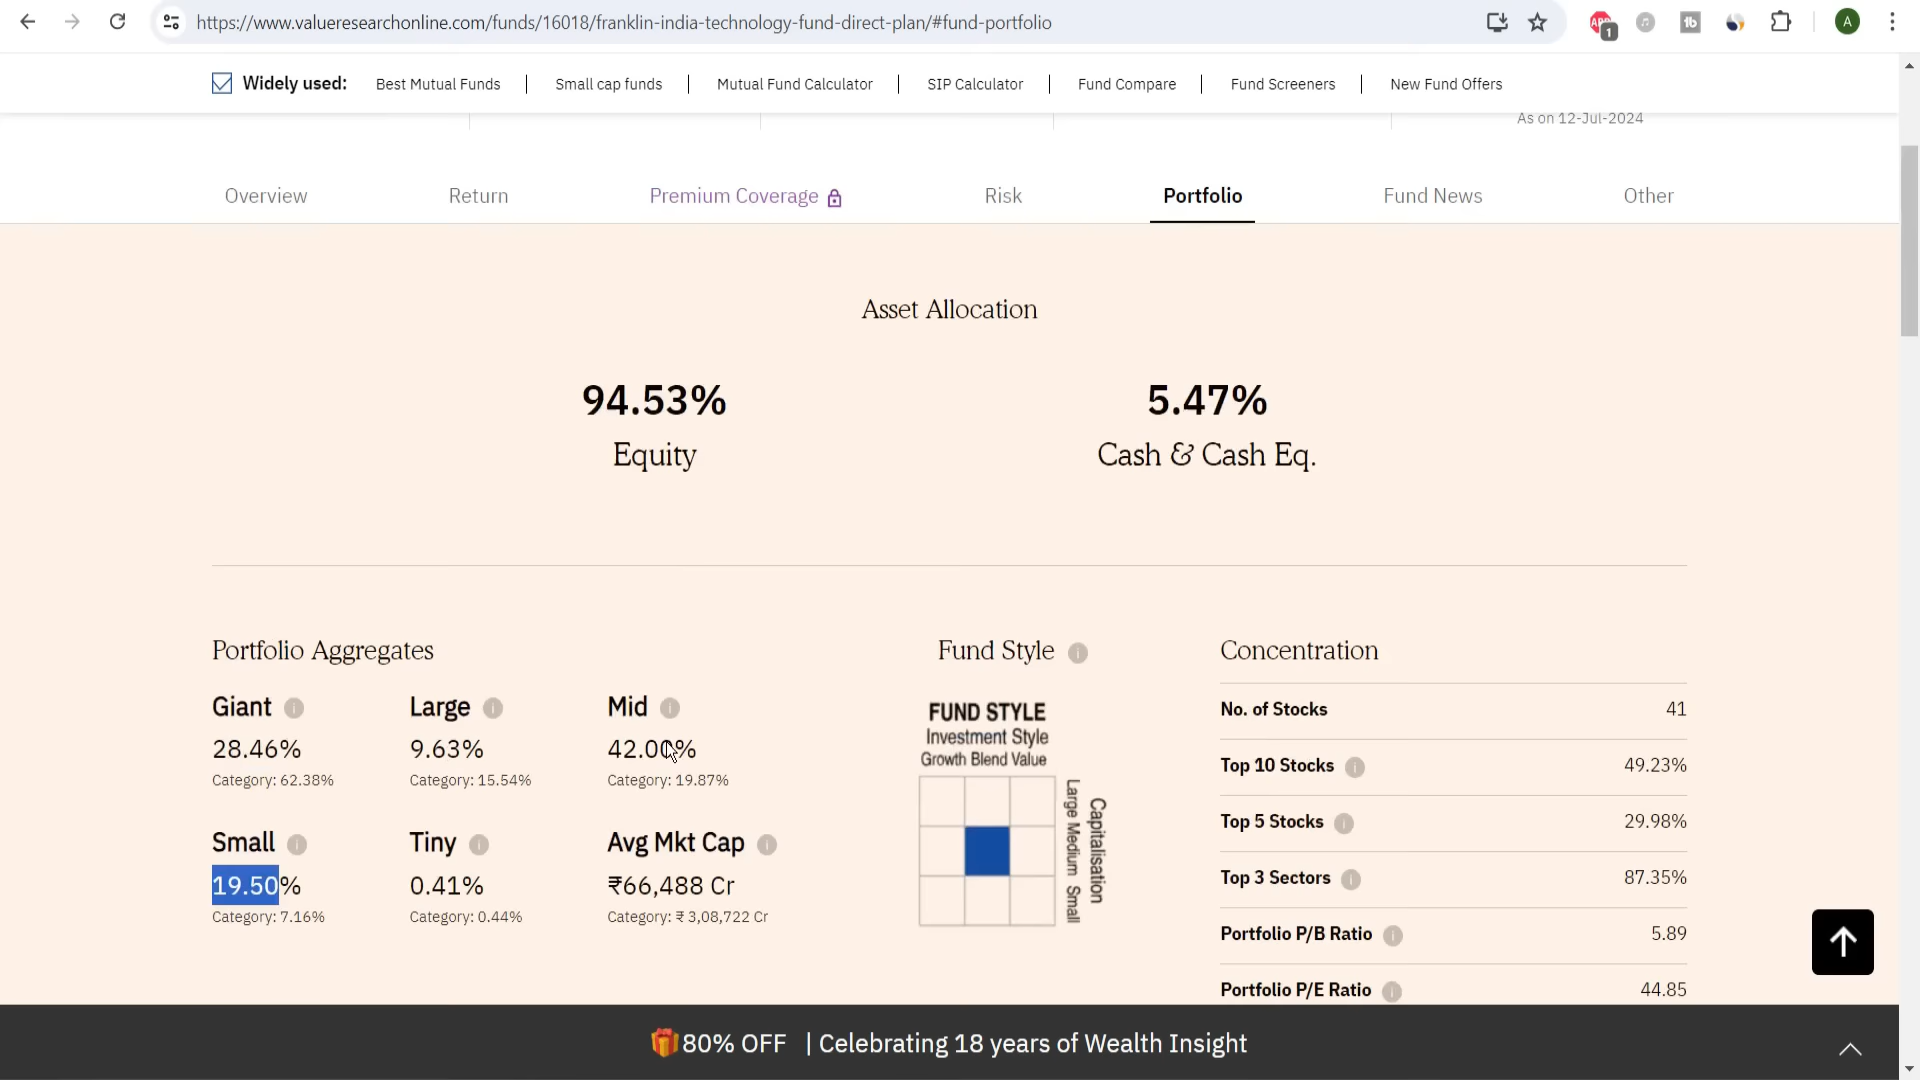 https://www.valueresearchonline.com/funds/16018/franklin-india-technology-fund-direct-plan/#fund-portfolio
1
A
Widely used: Best Mutual Funds | Small cap funds | Mutual Fund Calculator | SIP Calculator | Fund Compare | Fund Screeners | New Fund Offers
As on 12-Jul-2024
Overview Return Premium Coverage Risk Portfolio Fund News Other
Asset Allocation
94.53% 5.47%
Equity Cash & Cash Eq.
Portfolio Aggregates
Giant Large Mid
28.46% 9.63% 42.00%
Category: 62.38% Category: 15.54% Category: 19.87%
Small Tiny Avg Mkt Cap
19.50% 0.41% ₹66,488 Cr
Category: 7.16% Category: 0.44% Category: ₹ 3,08,722 Cr
Fund Style
FUND STYLE
Investment Style
Growth Blend Value
Large Medium Small
Capitalisation
Concentration
No. of Stocks 41
Top 10 Stocks 49.23%
Top 5 Stocks 29.98%
Top 3 Sectors 87.35%
Portfolio P/B Ratio 5.89
Portfolio P/E Ratio 44.85
80% OFF | Celebrating 18 years of Wealth Insight